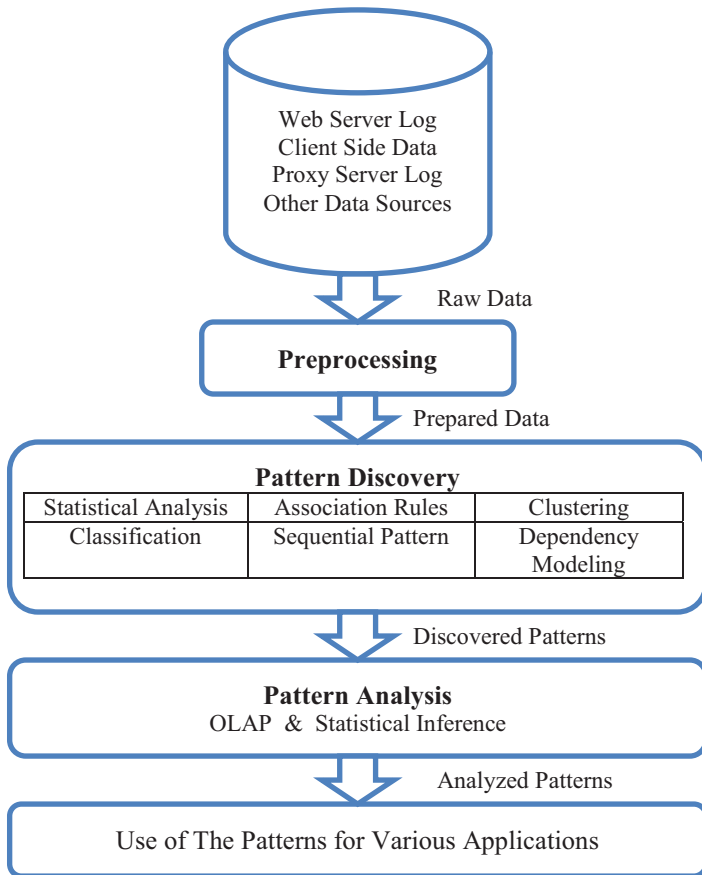 Web Server Log
Client Side Data
Proxy Server Log
Other Data Sources
Raw Data
Preprocessing
Prepared Data
Pattern Discovery
Statistical Analysis Association Rules Clustering
Classification Sequential Pattern Dependency
Modeling
Discovered Patterns
Pattern Analysis
OLAP & Statistical Inference
Analyzed Patterns
Use of The Patterns for Various Applications